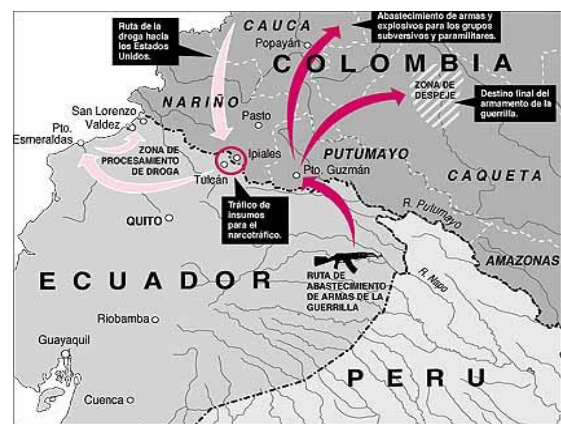 Ruta de la
droga hacia
los Estados
Unidos.
CAUCA
Popayán
Abastecimiento de armas y
explosivos para los grupos
subversivos y paramilitares.
COLOMBIA
NARIÑO
ZONA DE
DESPEJE
Destino final del
armamento de la
guerrilla.
San Lorenzo
Valdez
Pasto
Pto.
Esmeraldas
ZONA DE
PROCESAMIENTO
DE DROGA
Ipiales
Tulcán
PUTUMAYO
Pto. Guzmán
CAQUETA
Tráfico de
insumos
para el
narcotráfico.
R. Putumayo
QUITO
AMAZONAS
ECUADOR
RUTA DE
ABASTECIMIENTO
DE ARMAS DE LA
GUERRILLA
R. Napo
Riobamba
Guayaquil
PERU
Cuenca